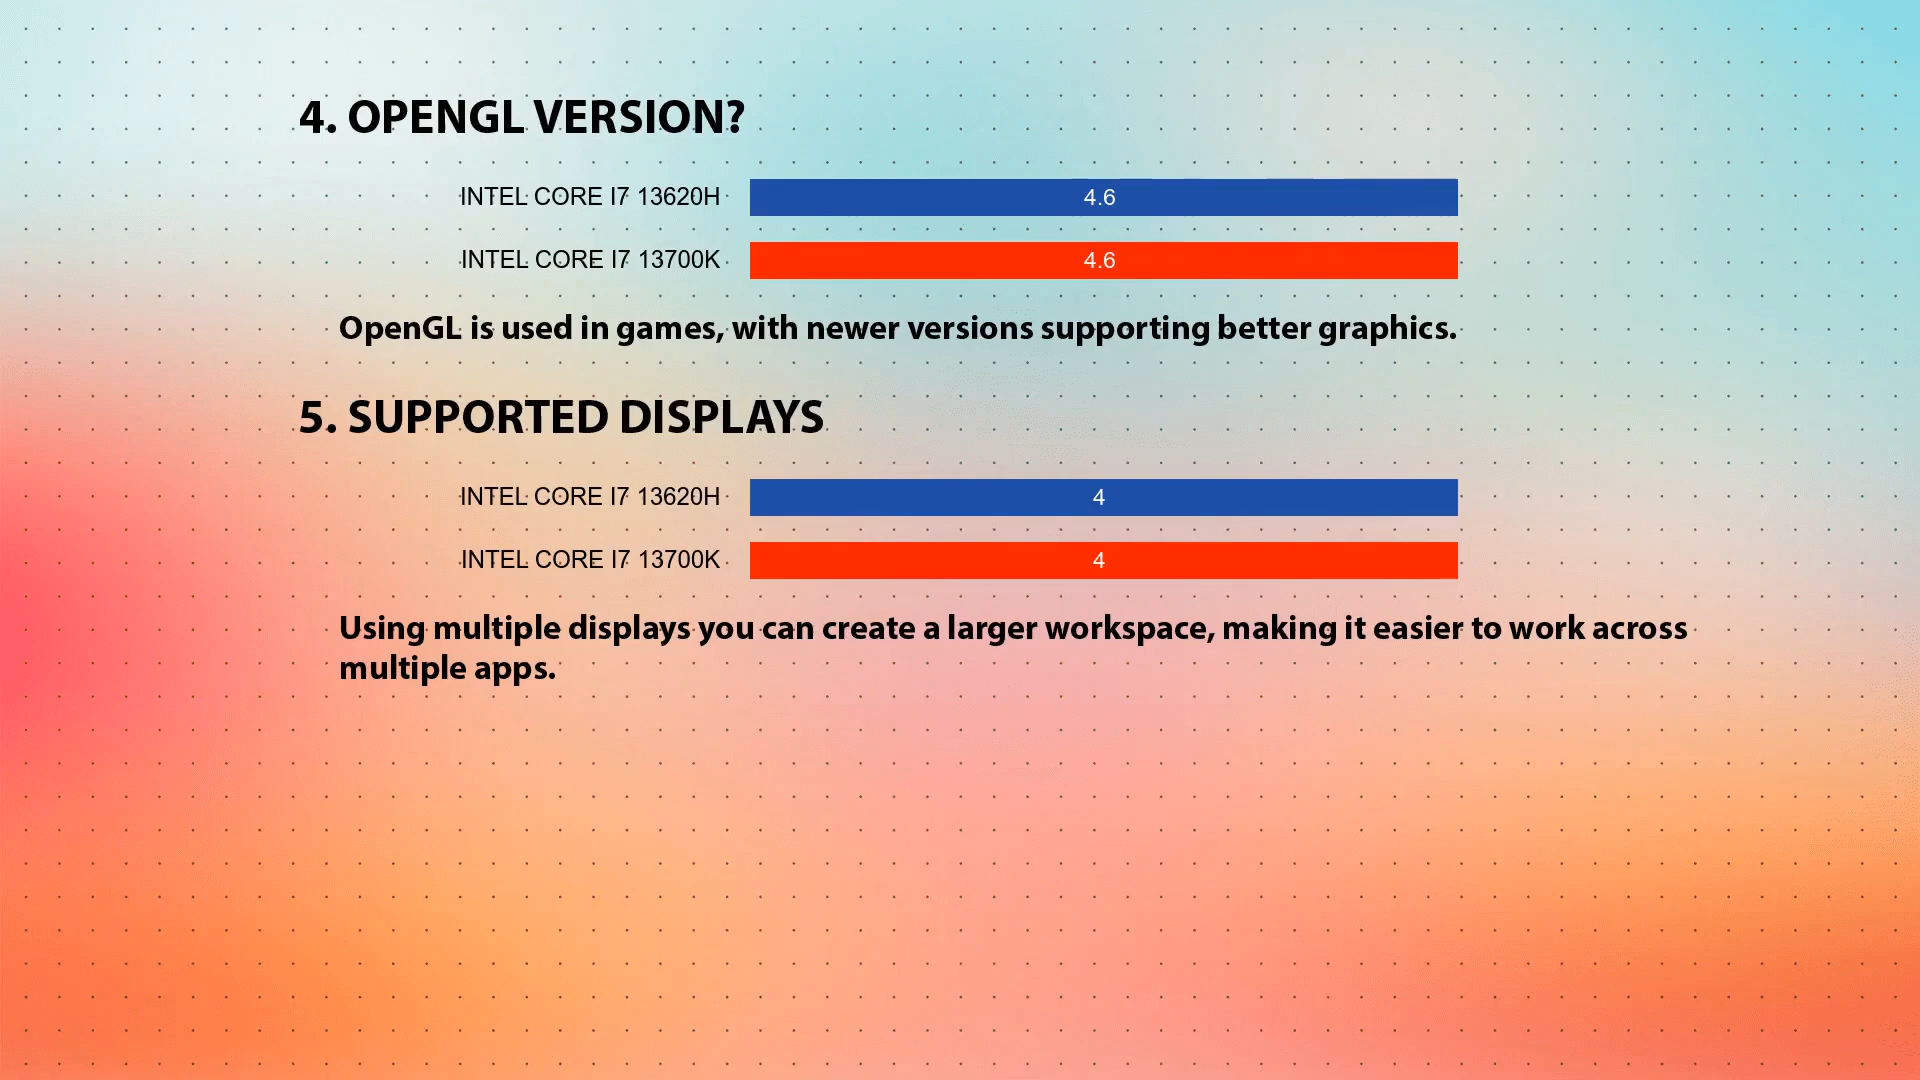 4. OPENGL VERSION?
INTEL CORE I7 13620H
4.6
INTEL CORE I7 13700K
4.6
OpenGL is used in games, with newer versions supporting better graphics.
5. SUPPORTED DISPLAYS
INTEL CORE I7 13620H
4
INTEL CORE I7 13700K
4
Using multiple displays you can create a larger workspace, making it easier to work across
multiple apps.